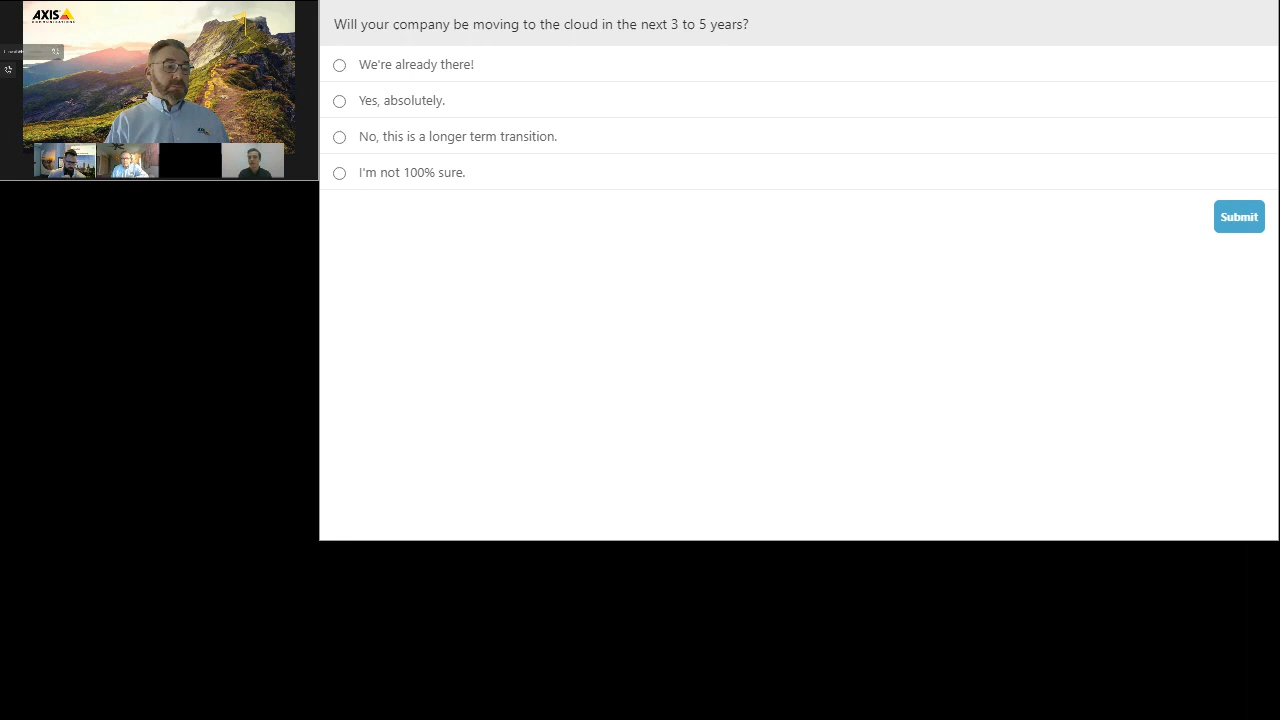 AXIS
COMMUNICATIONS
Will your company be moving to the cloud in the next 3 to 5 years?
We're already there!
Yes, absolutely.
No, this is a longer term transition.
I'm not 100% sure.
Submit